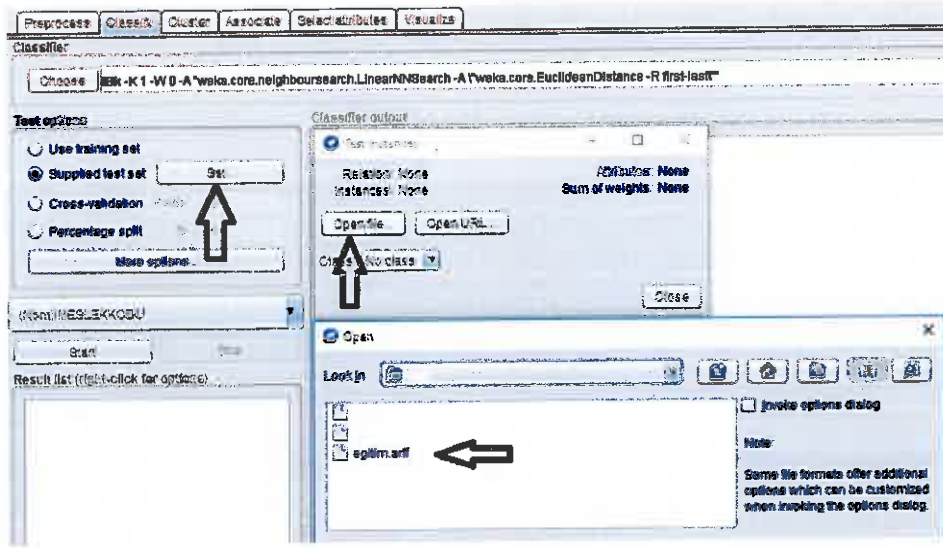 Preprocess Classify Cluster Associate Select attributes Visualize
Classifier
Choose IBk -K 1 -W 0 -A "weka.core.neighboursearch.LinearNNSearch -A \"weka.core.EuclideanDistance -R first-last\""
Test options
Use training set
Supplied test set Set...
Cross-validation
Percentage split
More options...
(Nom) MESLEKKODU
Start Stop
Result list (right-click for options)
Classifier output
Test Instances
Relation: None Attributes: None
Instances: None Sum of weights: None
Open file... Open URL...
Class No class
Close
Open
Look in
egitim.arff
Invoke options dialog
Note:
Some file formats offer additional
options which can be customized
when invoking the options dialog.